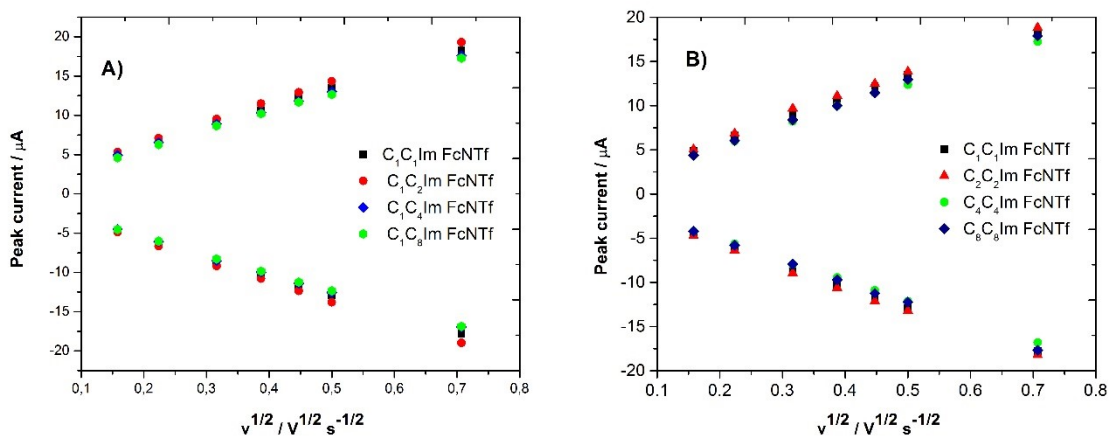 A)
Peak current / µA
20
15
10
5
0
-5
-10
-15
-20
0,1 0,2 0,3 0,4 0,5 0,6 0,7 0,8
v^1/2 / V^1/2 s^-1/2
C₁C₁Im FcNTf
C₁C₂Im FcNTf
C₁C₄Im FcNTf
C₁C₈Im FcNTf
B)
Peak current / µA
20
15
10
5
0
-5
-10
-15
-20
0.1 0.2 0.3 0.4 0.5 0.6 0.7 0.8
v^1/2 / V^1/2 s^-1/2
C₁C₁Im FcNTf
C₂C₂Im FcNTf
C₄C₄Im FcNTf
C₈C₈Im FcNTf